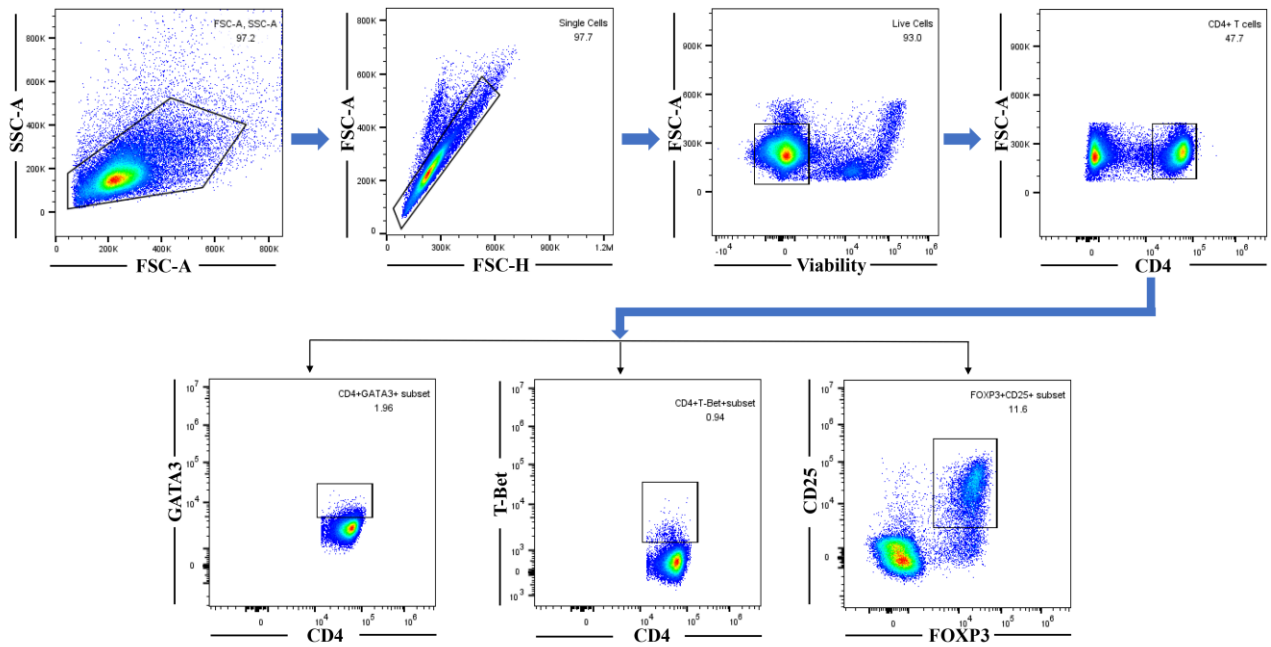 FSC-A, SSC-A
97.2
SSC-A
800K
600K
400K
200K
0
0 200K 400K 600K 800K
FSC-A
Single Cells
97.7
FSC-A
800K
600K
400K
200K
0
0 300K 600K 900K 1.2M
FSC-H
Live Cells
93.0
FSC-A
900K
600K
300K
0
-10^4 0 10^4 10^5 10^6
Viability
CD4+ T cells
47.7
FSC-A
900K
600K
300K
0
0 10^4 10^5 10^6
CD4
CD4+GATA3+ subset
1.96
GATA3
10^7
10^6
10^5
10^4
0
0 10^4 10^5 10^6
CD4
CD4+T-Bet+subset
0.94
T-Bet
10^7
10^6
10^5
10^4
10^3
0
10^3
0 10^4 10^5 10^6
CD4
FOXP3+CD25+ subset
11.6
CD25
10^7
10^6
10^5
10^4
0
0 10^4 10^5 10^6
FOXP3